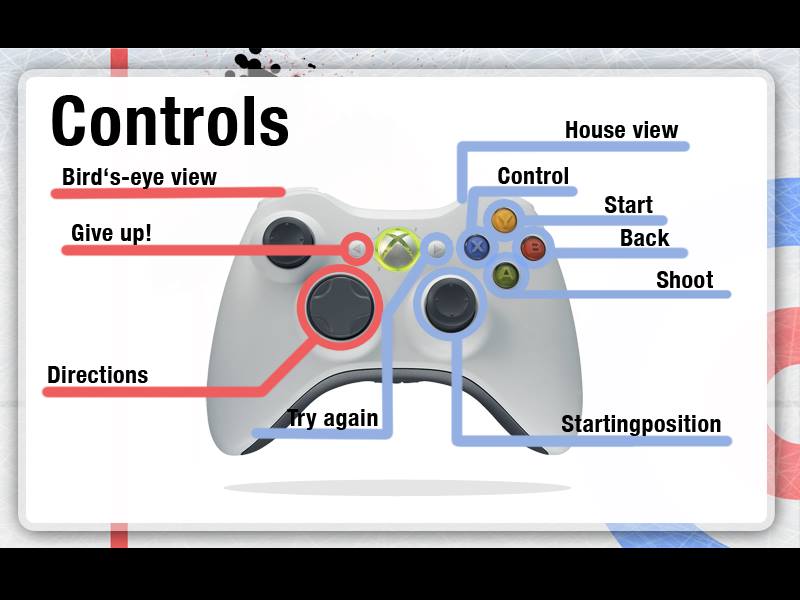 Controls
House view
Bird's-eye view
Control
Start
Give up!
Back
Shoot
Directions
Try again
Startingposition
Y
X
B
A